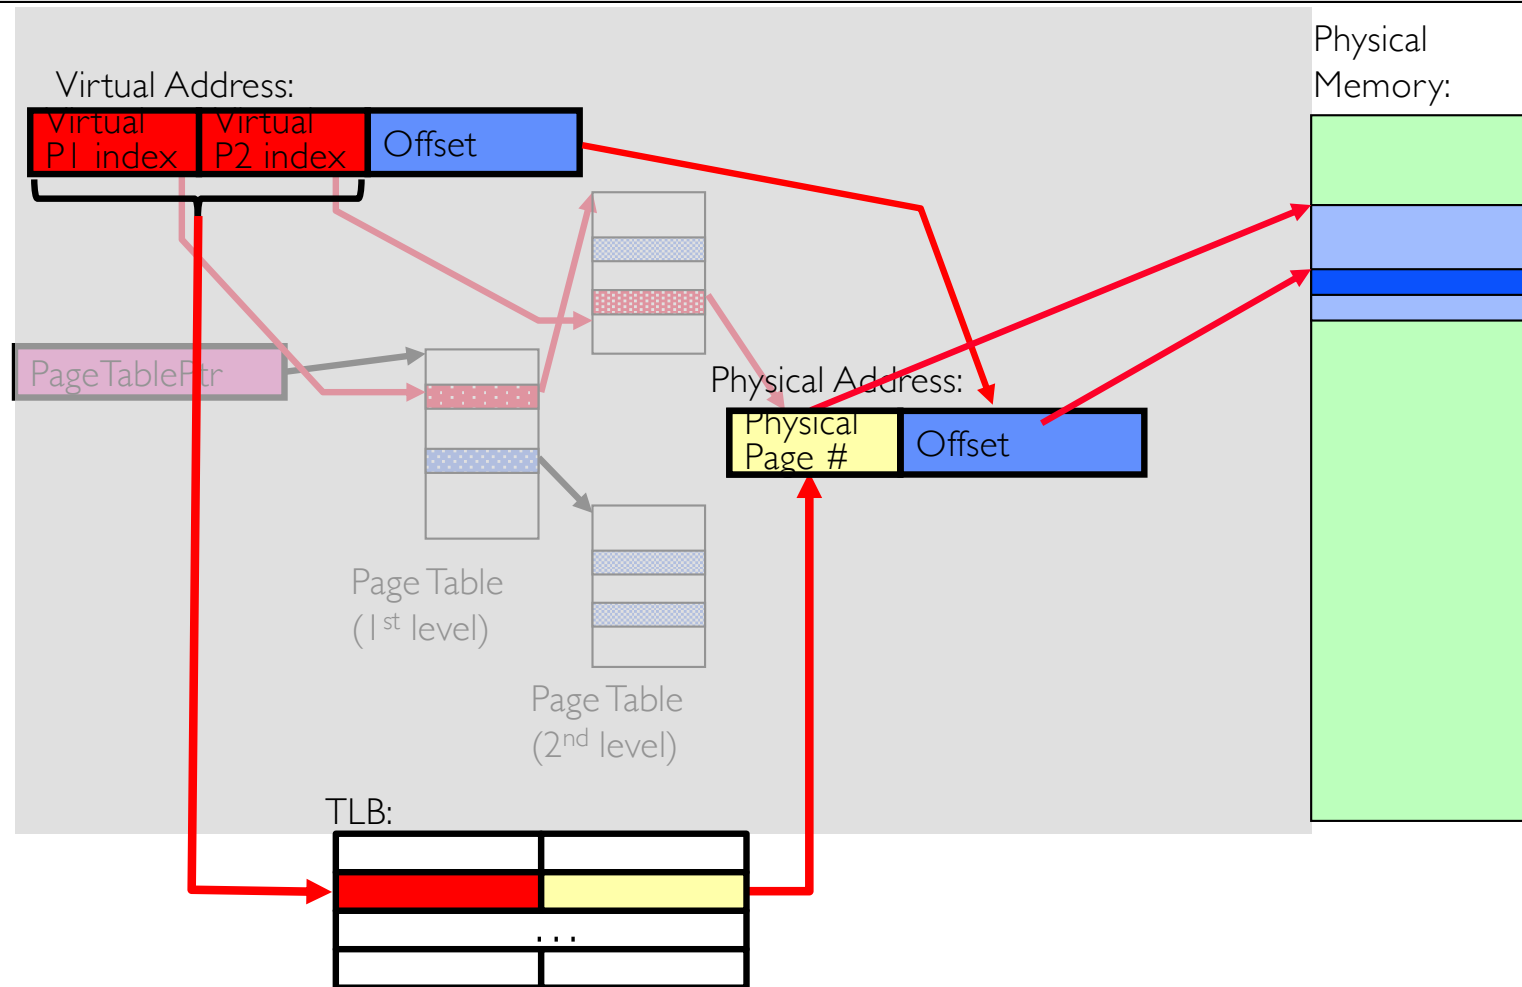 Physical
Memory:
Virtual Address:
Virtual
P1 index
Virtual
P2 index
Offset
PageTablePtr
Physical Address:
Physical
Page #
Offset
Page Table
(1st level)
Page Table
(2nd level)
TLB:
...